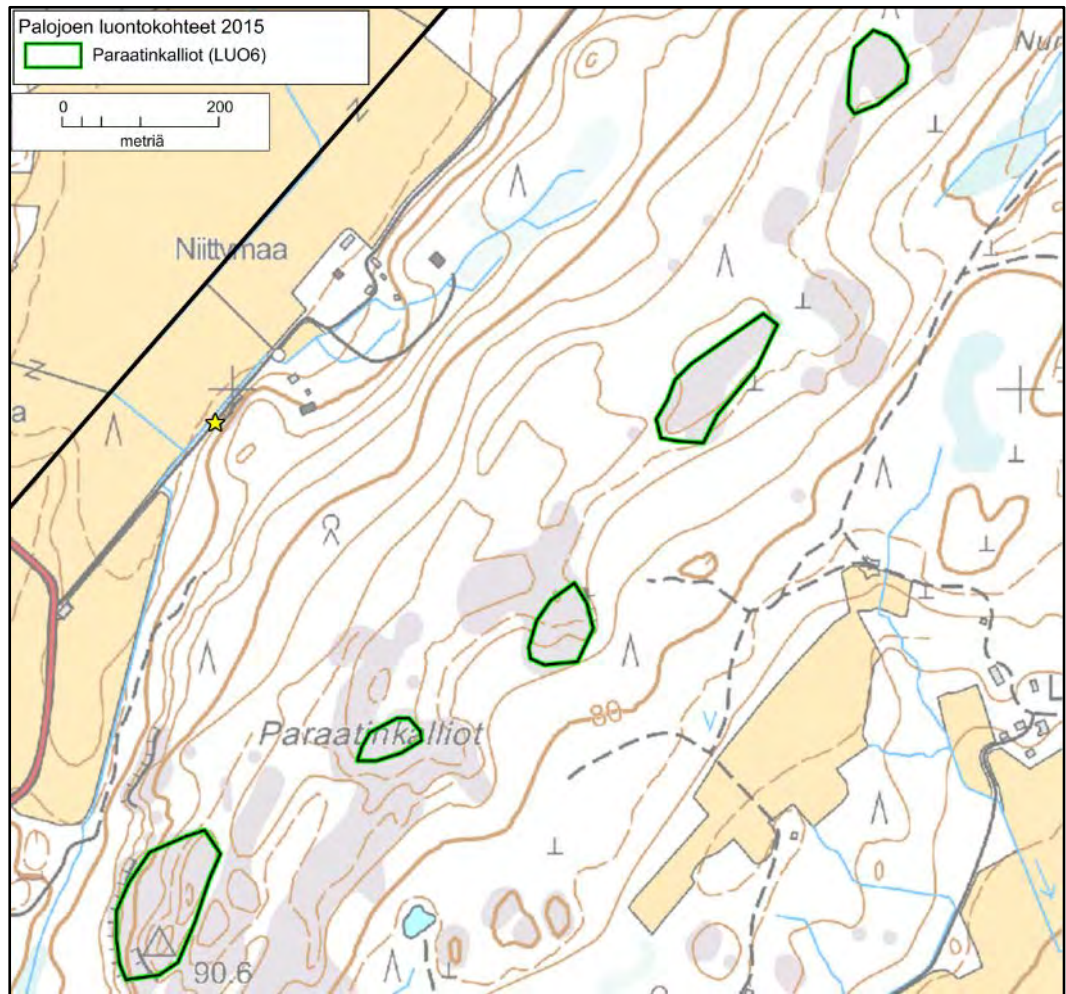 Palojoen luontokohteet 2015
Paraatinkalliot (LUO6)
0 200
metriä
Niittymaa
80
Paraatinkalliot
90.6